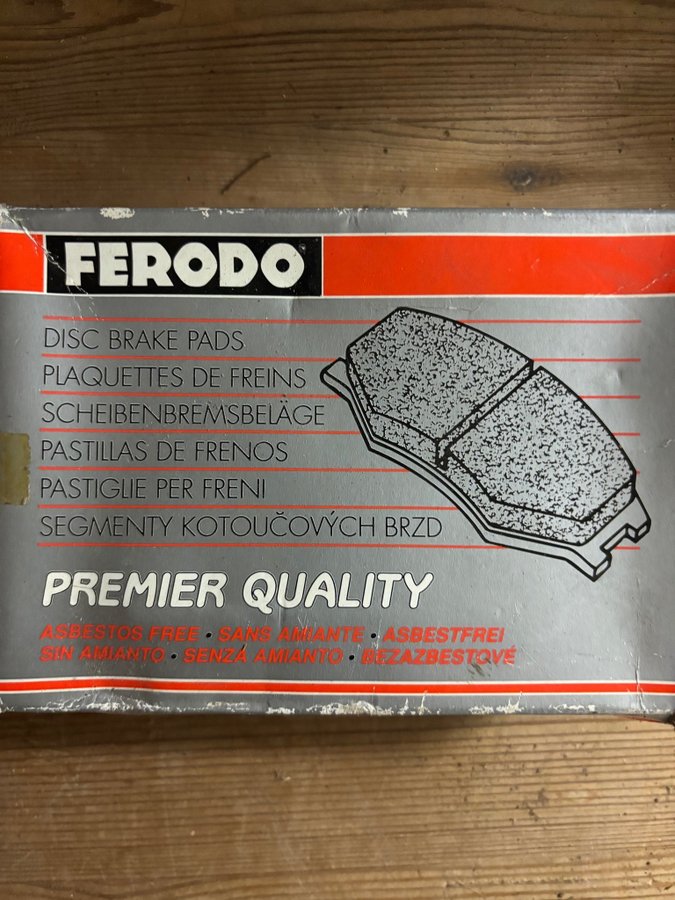 FERODO
DISC BRAKE PADS
PLAQUETTES DE FREINS
SCHEIBENBREMSBELÄGE
PASTILLAS DE FRENOS
PASTIGLIE PER FRENI
SEGMENTY KOTOUČOVÝCH BRZD
PREMIER QUALITY
ASBESTOS FREE • SANS AMIANTE • ASBESTFREI
SIN AMIANTO • SENZA AMIANTO • BEZAZBESTOVÉ